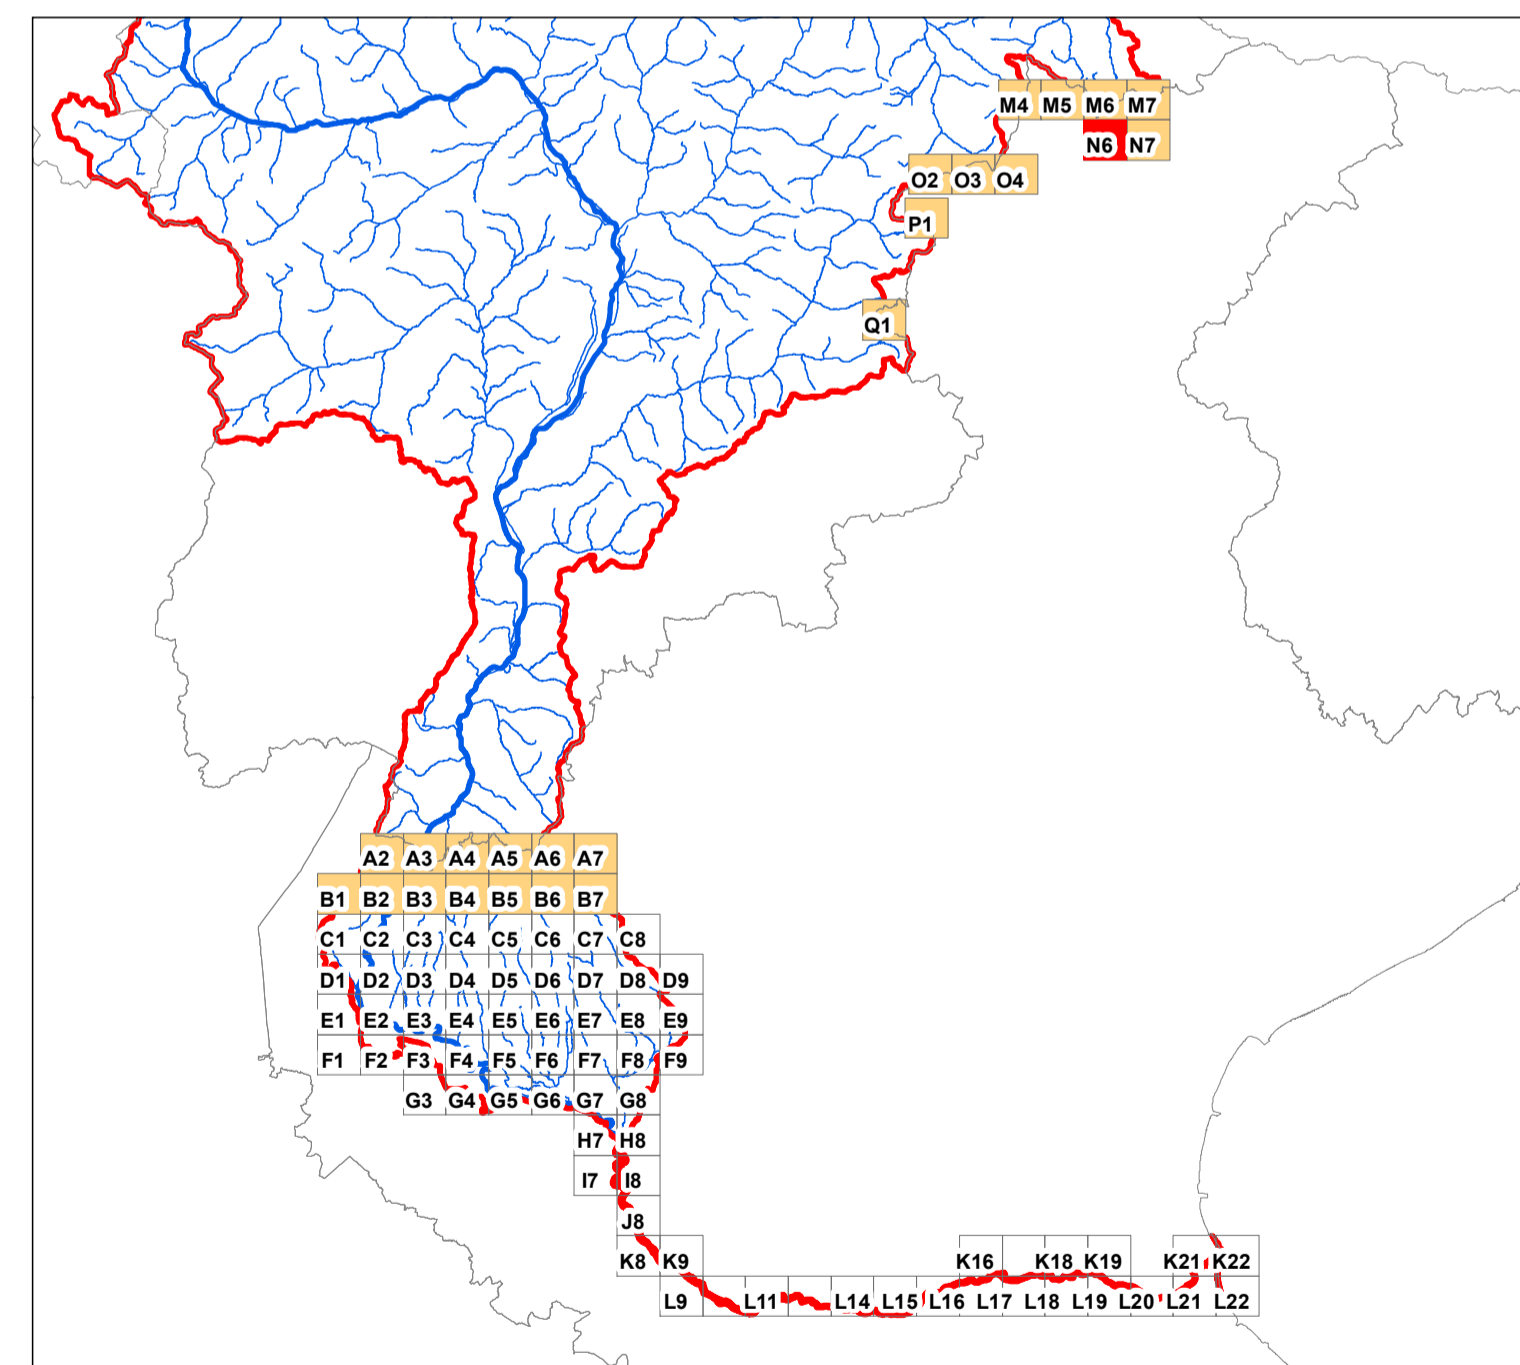 M4 M5 M6 M7
N6 N7
O2 O3 O4
P1
Q1
A2 A3 A4 A5 A6 A7
B1 B2 B3 B4 B5 B6 B7
C1 C2 C3 C4 C5 C6 C7 C8
D1 D2 D3 D4 D5 D6 D7 D8 D9
E1 E2 E3 E4 E5 E6 E7 E8 E9
F1 F2 F3 F4 F5 F6 F7 F8 F9
G3 G4 G5 G6 G7 G8
H7 H8
I7 I8
J8
K8 K9 K16 K18 K19 K21 K22
L9 L11 L14 L15 L16 L17 L18 L19 L20 L21 L22